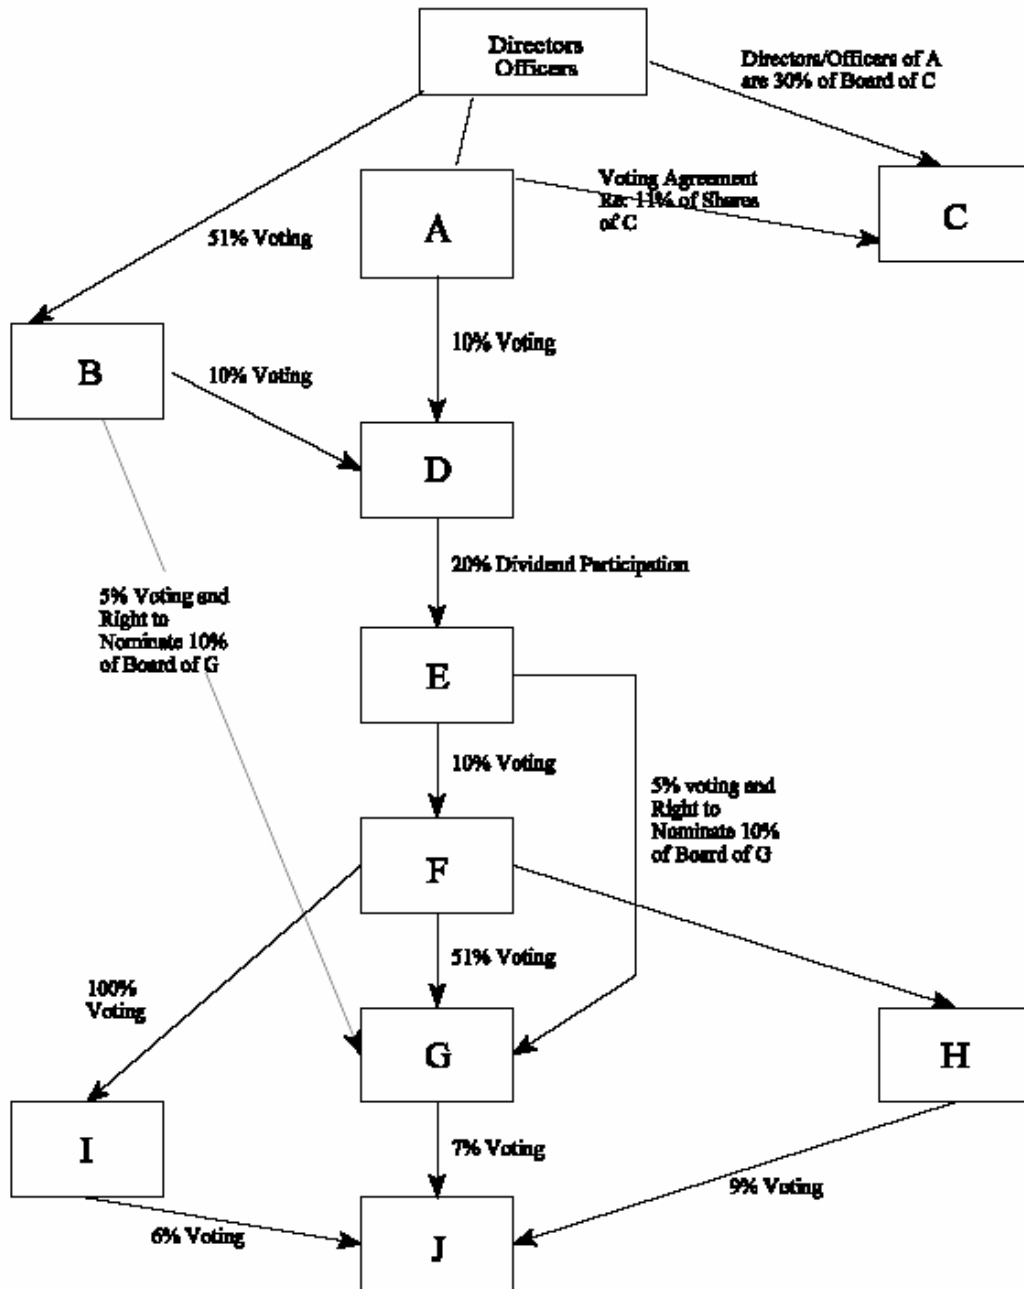 Directors
Officers
Directors/Officers of A
are 30% of Board of C
Voting Agreement
Re: 11% of Shares
of C
A
C
51% Voting
B
10% Voting
10% Voting
D
20% Dividend Participation
5% Voting and
Right to
Nominate 10%
of Board of G
E
10% Voting
5% voting and
Right to
Nominate 10%
of Board of G
F
51% Voting
100%
Voting
G
H
I
7% Voting
9% Voting
6% Voting
J